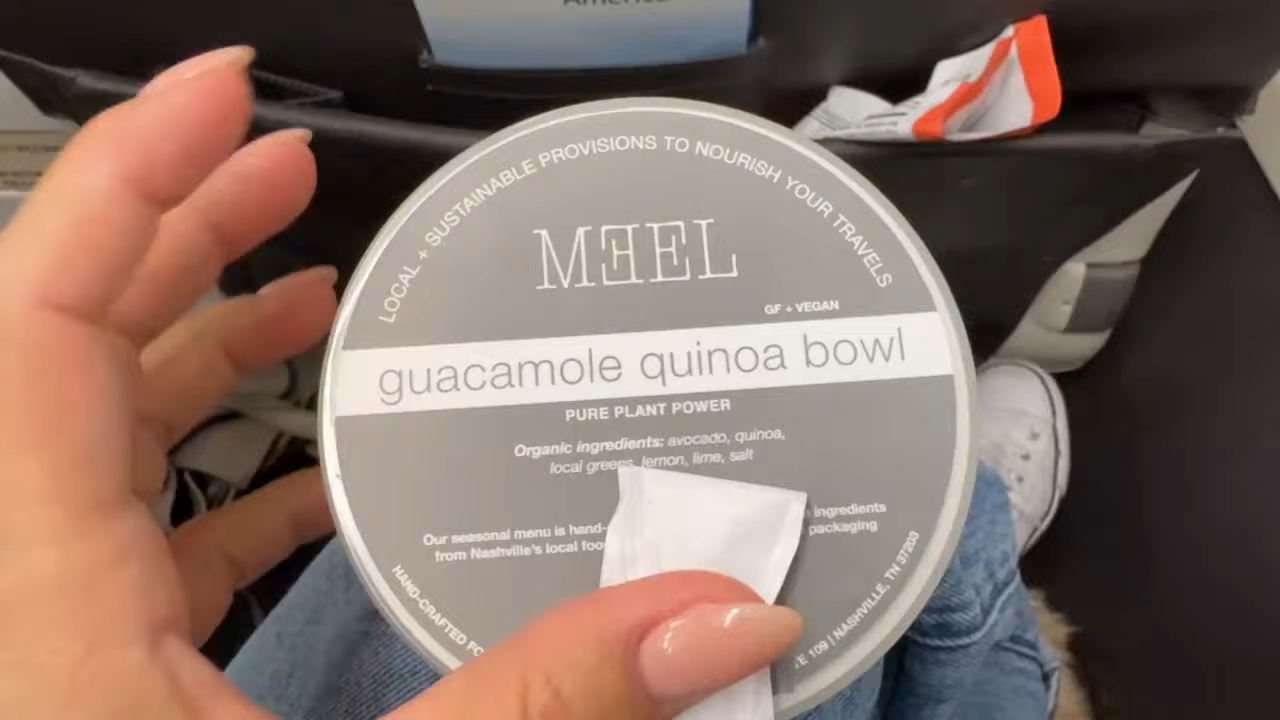 America
LOCAL + SUSTAINABLE PROVISIONS TO NOURISH YOUR TRAVELS
MEEL
GF + VEGAN
guacamole quinoa bowl
PURE PLANT POWER
Organic ingredients: avocado, quinoa,
local greens, lemon, lime, salt
Our seasonal menu is hand- ingredients
from Nashville's local packaging
HAND-CRAFTED 109 | NASHVILLE, TN 37203